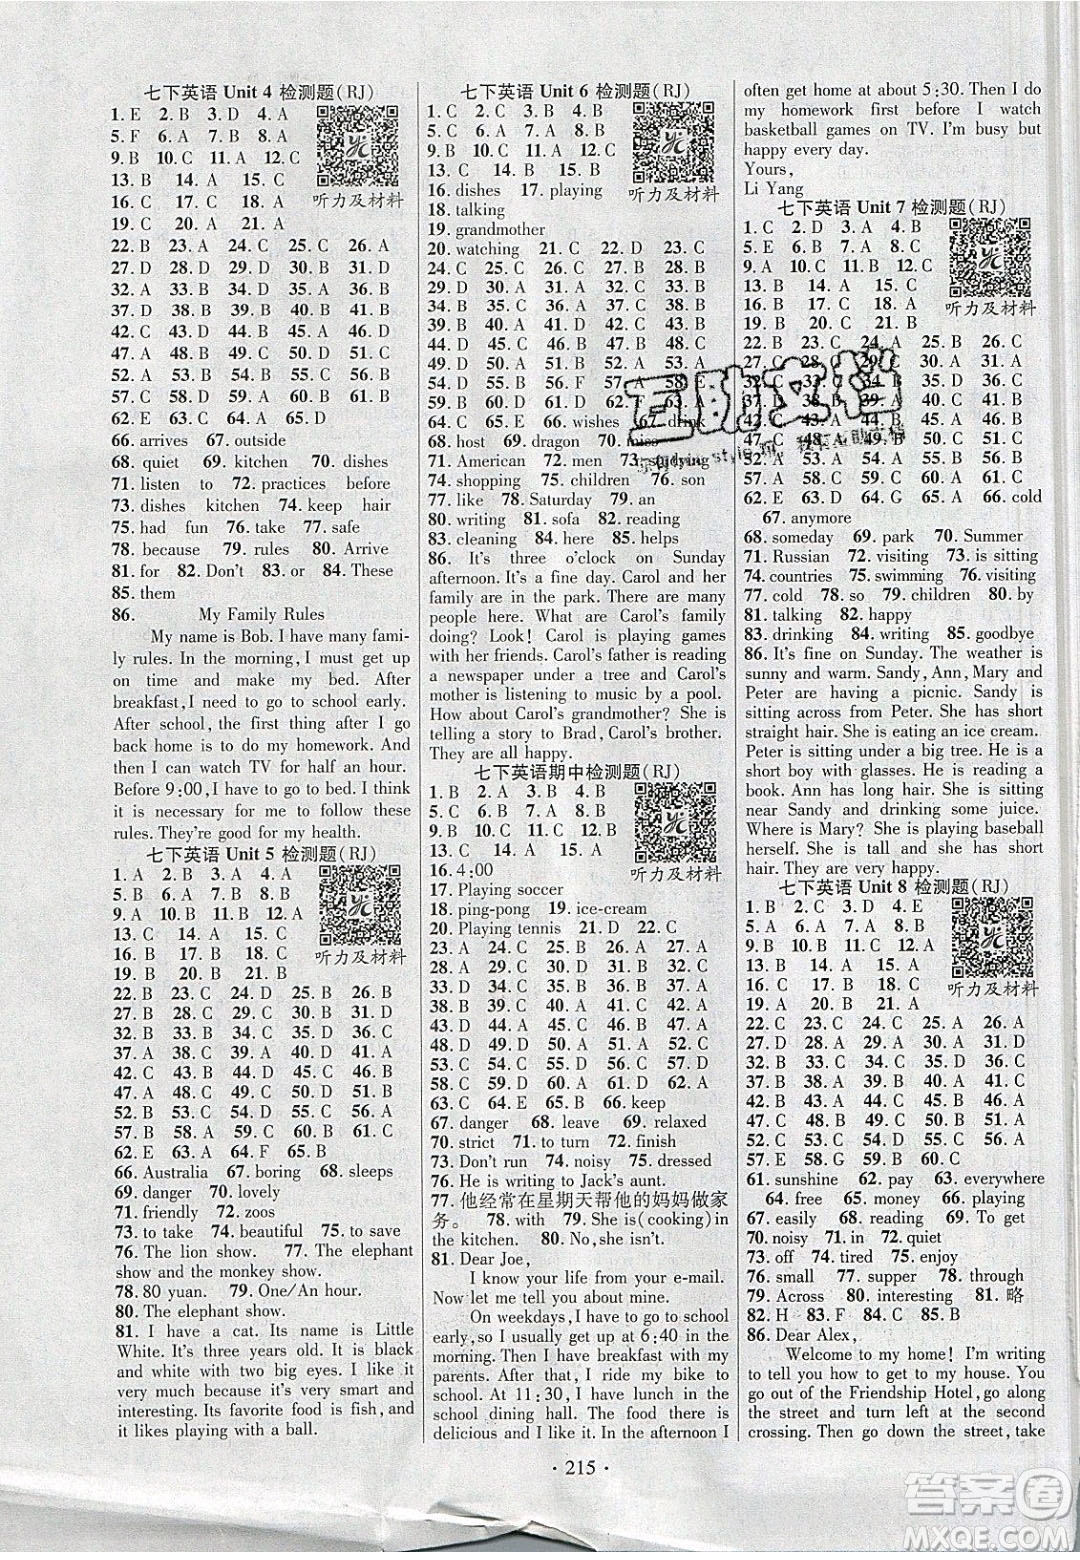 七下英语 Unit 4 检测题(RJ)
1. E 2. B 3. D 4. A
5. F 6. A 7. B 8. A
9. B 10. C 11. A 12. C
13. B 14. A 15. C
16. C 17. C 18. A 听力及材料
19. C 20. A 21. A
22. B 23. A 24. C 25. C 26. A
27. D 28. A 29. D 30. D 31. D
32. A 33. B 34. A 35. C 36. B
37. D 38. D 39. A 40. A 41. B
42. C 43. D 44. B 45. D 46. C
47. A 48. B 49. C 50. D 51. A
52. A 53. D 54. B 55. A 56. D
57. C 58. D 59. B 60. B 61. B
62. E 63. G 64. A 65. D
66. arrives 67. outside
68. quiet 69. kitchen 70. dishes
71. listen to 72. practices before
73. dishes kitchen 74. keep hair
75. had fun 76. take 77. safe
78. because 79. rules 80. Arrive
81. for 82. Don't 83. or 84. These
85. them
86. My Family Rules
My name is Bob. I have many fami-
ly rules. In the morning, I must get up
on time and make my bed. After
breakfast, I need to go to school early.
After school, the first thing after I go
back home is to do my homework. And
then I can watch TV for half an hour.
Before 9:00, I have to go to bed. I think
it is necessary for me to follow these
rules. They're good for my health.
七下英语 Unit 5 检测题(RJ)
1. A 2. B 3. A 4. A
5. B 6. A 7. B 8. B
9. A 10. B 11. B 12. A
13. C 14. A 15. C
16. B 17. B 18. C 听力及材料
19. B 20. C 21. B
22. B 23. C 24. D 25. B 26. B
27. B 28. C 29. C 30. B 31. D
32. B 33. B 34. D 35. D 36. B
37. A 38. A 39. D 40. A 41. A
42. C 43. C 44. D 45. D 46. B
47. A 48. D 49. C 50. A 51. C
52. B 53. D 54. D 55. D 56. A
57. B 58. A 59. C 60. C 61. C
62. E 63. G 64. F 65. B
66. Australia 67. boring 68. sleeps
69. danger 70. lovely
71. friendly 72. zoos
73. to take 74. beautiful 75. to save
76. The lion show. 77. The elephant
show and the monkey show.
78. 80 yuan. 79. One/An hour.
80. The elephant show.
81. I have a cat. Its name is Little
White. It's three years old. It is black
and white with two big eyes. I like it
very much because it is very smart and
interesting. Its favorite food is fish, and
it likes playing with a ball.
七下英语 Unit 6 检测题(RJ)
1. C 2. C 3. B 4. B
5. C 6. C 7. A 8. B
9. A 10. A 11. B 12. C
13. C 14. B 15. A
16. dishes 17. playing 听力及材料
18. talking
19. grandmother
20. watching 21. C 22. D 23. D
24. C 25. C 26. B 27. D 28. B
29. D 30. D 31. D 32. B 33. B
34. D 35. B 36. A 37. A 38. C
39. B 40. A 41. B 42. A 43. B
44. D 45. A 46. A 47. A 48. A
49. C 50. C 51. C 52. C 53. B
54. D 55. B 56. F 57. A 58. E
59. B 60. B 61. C 62. D 63. A
64. C 65. E 66. wishes 67. drink
68. host 69. dragon 70. miss
71. American 72. men 73. studying
74. shopping 75. children 76. son
77. like 78. Saturday 79. an
80. writing 81. sofa 82. reading
83. cleaning 84. here 85. helps
86. It's three o'clock on Sunday
afternoon. It's a fine day. Carol and her
family are in the park. There are many
people here. What are Carol's family
doing? Look! Carol is playing games
with her friends. Carol's father is reading
a newspaper under a tree and Carol's
mother is listening to music by a pool.
How about Carol's grandmother? She is
telling a story to Brad, Carol's brother.
They are all happy.
七下英语期中检测题(RJ)
1. B 2. A 3. A 4. B
5. C 6. B 7. A 8. B
9. B 10. C 11. C 12. B
13. C 14. A 15. A
16. 4:00 听力及材料
17. Playing soccer
18. ping-pong 19. ice-cream
20. Playing tennis 21. D 22. C
23. A 24. C 25. B 26. B 27. A
28. D 29. C 30. C 31. C 32. D
33. D 34. A 35. A 36. D 37. C
38. C 39. A 40. A 41. D 42. A
43. D 44. A 45. D 46. B 47. A
48. D 49. D 50. A 51. A 52. C
53. C 54. D 55. D 56. C 57. A
58. D 59. D 60. D 61. D 62. A
63. C 64. E 65. B 66. keep
67. danger 68. leave 69. relaxed
70. strict 71. to turn 72. finish
73. Don't run 74. noisy 75. dressed
76. He is writing to Jack's aunt.
77. 他经常在星期天帮他的妈妈做家
务。 78. with 79. She is(cooking)in
the kitchen. 80. No, she isn't.
81. Dear Joe,
I know your life from your e-mail.
Now let me tell you about mine.
On weekdays, I have to go to school
early, so I usually get up at 6:40 in
the morning. Then I have breakfast with my
parents. After that, I ride my bike to
school. At 11:30, I have lunch in the
school dining hall. The food there is
delicious and I like it. In the afternoon I
often get home at about 5:30. Then I do
my homework first before I watch
basketball games on TV. I'm busy but
happy every day.
Yours,
Li Yang
七下英语 Unit 7 检测题(RJ)
1. C 2. D 3. A 4. B
5. E 6. B 7. B 8. C
9. A 10. C 11. B 12. C
13. B 14. A 15. C
16. B 17. C 18. A 听力及材料
19. B 20. C 21. B
22. B 23. C 24. A 25. A 26. C
27. C 28. 29. A 30. D 31. A
32. C 33.
47. C 48.
52. A 53. D 54. A 55. B 56. A
57. A 58. C 59. C 60. A 61. C
62. E 63. G 64. F 65. A 66. cold
67. anymore
68. someday 69. park 70. Summer
71. Russian 72. visiting 73. is sitting
74. countries 75. swimming 76. visiting
77. cold 78. so 79. children 80. by
81. talking 82. happy
83. drinking 84. writing 85. goodbye
86. It's fine on Sunday. The weather is
sunny and warm. Sandy, Ann, Mary and
Peter are having a picnic. Sandy is
sitting across from Peter. She has short
straight hair. She is eating an ice cream.
Peter is sitting under a big tree. He is a
short boy with glasses. He is reading a
book. Ann has long hair. She is sitting
near Sandy and drinking some juice.
Where is Mary? She is playing baseball
herself. She is tall and she has short
hair. They are very happy.
七下英语 Unit 8 检测题(RJ)
1. B 2. C 3. D 4. E
5. A 6. A 7. A 8. B
9. B 10. B 11. C 12. A
13. B 14. A 15. A
16. C 17. B 18. C 听力及材料
19. A 20. B 21. A
22. C 23. C 24. C 25. A 26. A
27. B 28. A 29. C 30. A 31. D
32. A 33. B 34. D 35. B 36. C
37. B 38. C 39. A 40. A 41. C
42. B 43. B 44. D 45. A 46. B
47. C 48. B 49. D 50. B 51. C
52. C 53. D 54. B 55. C 56. A
57. E 58. G 59. D 60. B
61. sunshine 62. pay 63. everywhere
64. free 65. money 66. playing
67. easily 68. reading 69. To get
70. noisy 71. in 72. quiet
73. off 74. tired 75. enjoy
76. small 77. supper 78. through
79. Across 80. interesting 81. 略
82. H 83. F 84. C 85. B
86. Dear Alex,
Welcome to my home! I'm writing
to tell you how to get to my house. You
go out of the Friendship Hotel, go along
the street and turn left at the second
crossing. Then go down the street, take
· 215 ·
答案圈
MXQE.COM